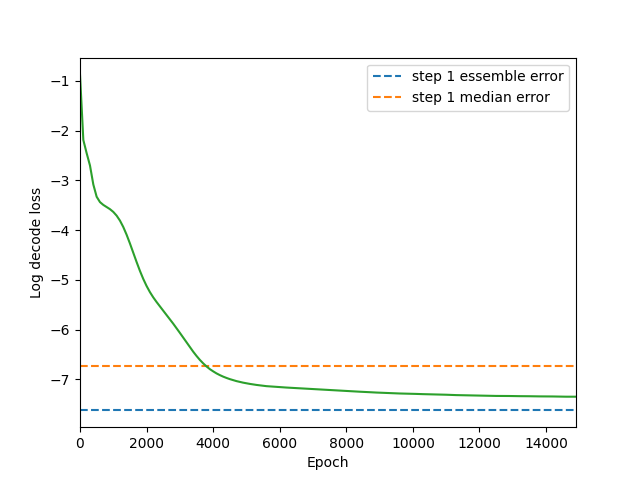 step 1 essemble error
step 1 median error
Log decode loss
−1
−2
−3
−4
−5
−6
−7
0 2000 4000 6000 8000 10000 12000 14000
Epoch